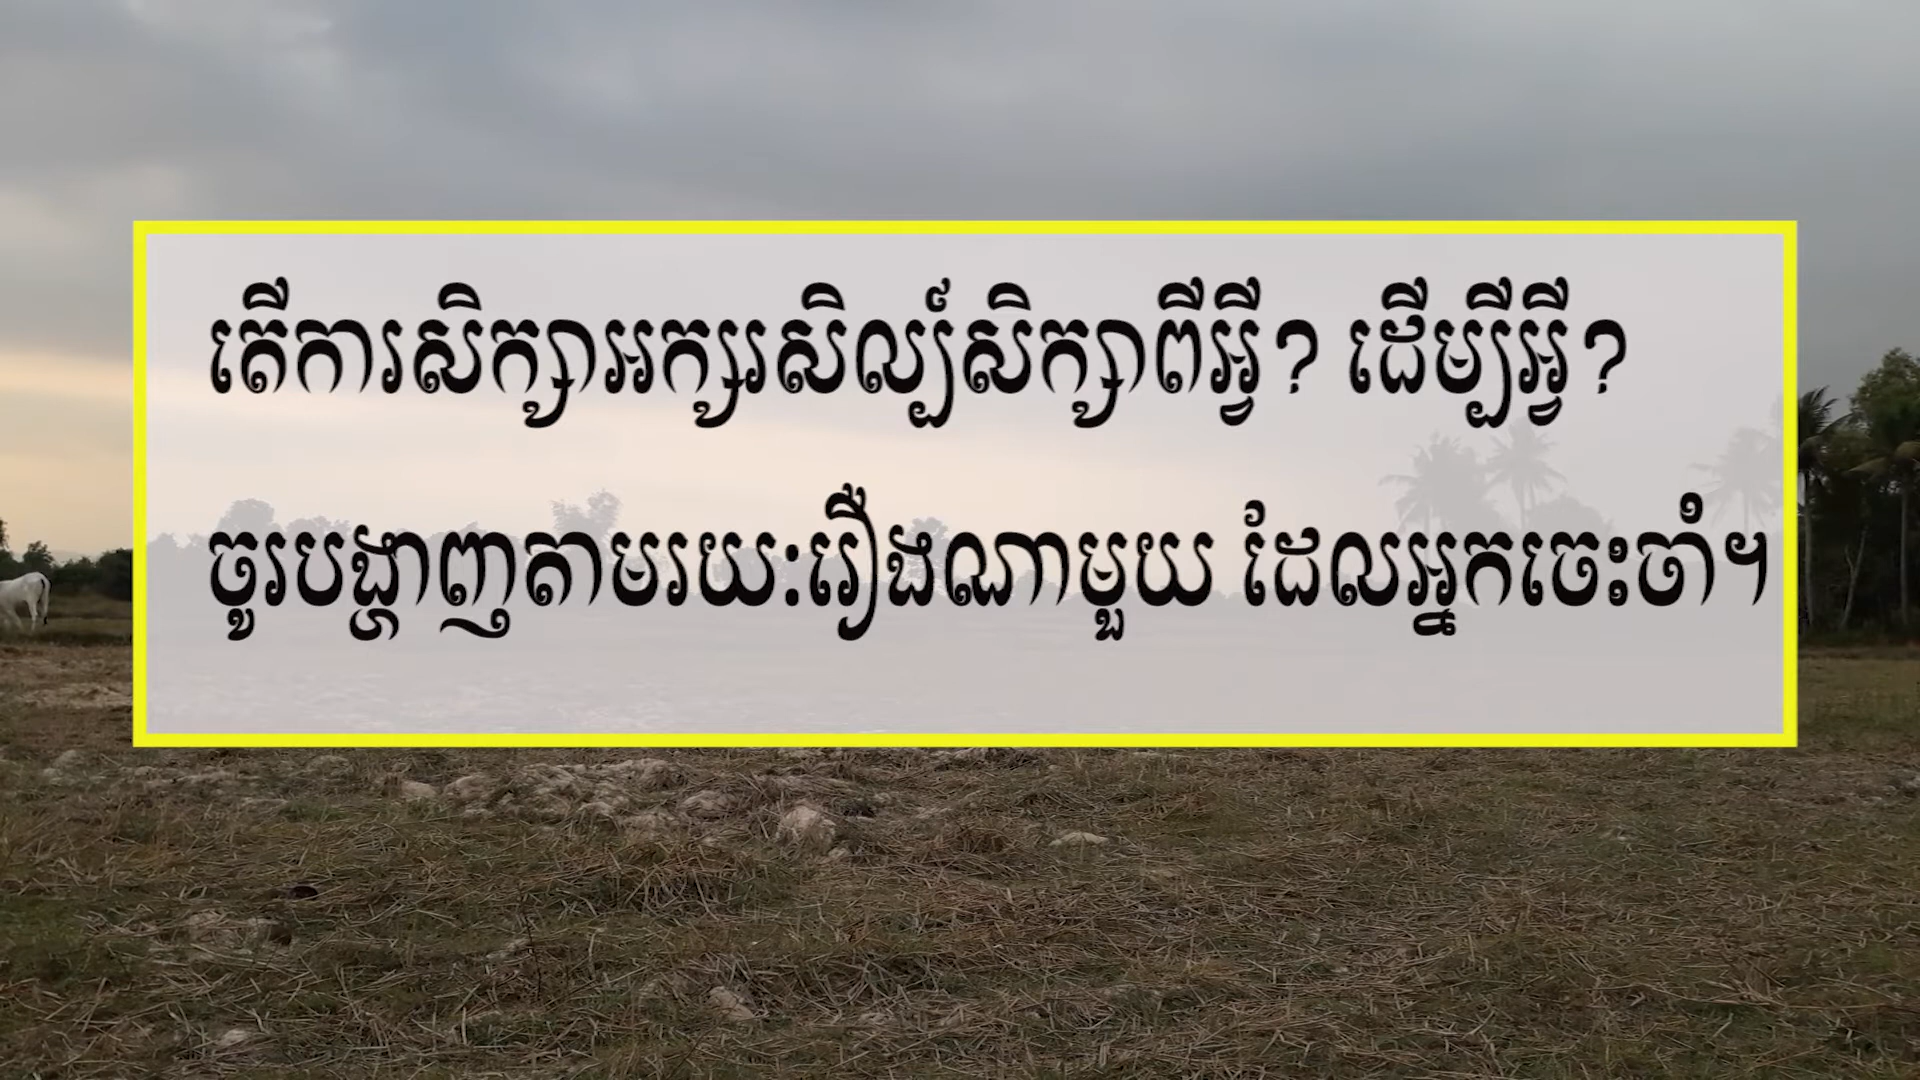 តើការសិក្សាអក្សរសិល្ប៍សិក្សាពីអ្វី? ដើម្បីអ្វី?
ចូរបង្ហាញតាមរយ:រឿងណាមួយ ដែលអ្នកចេះចាំ។